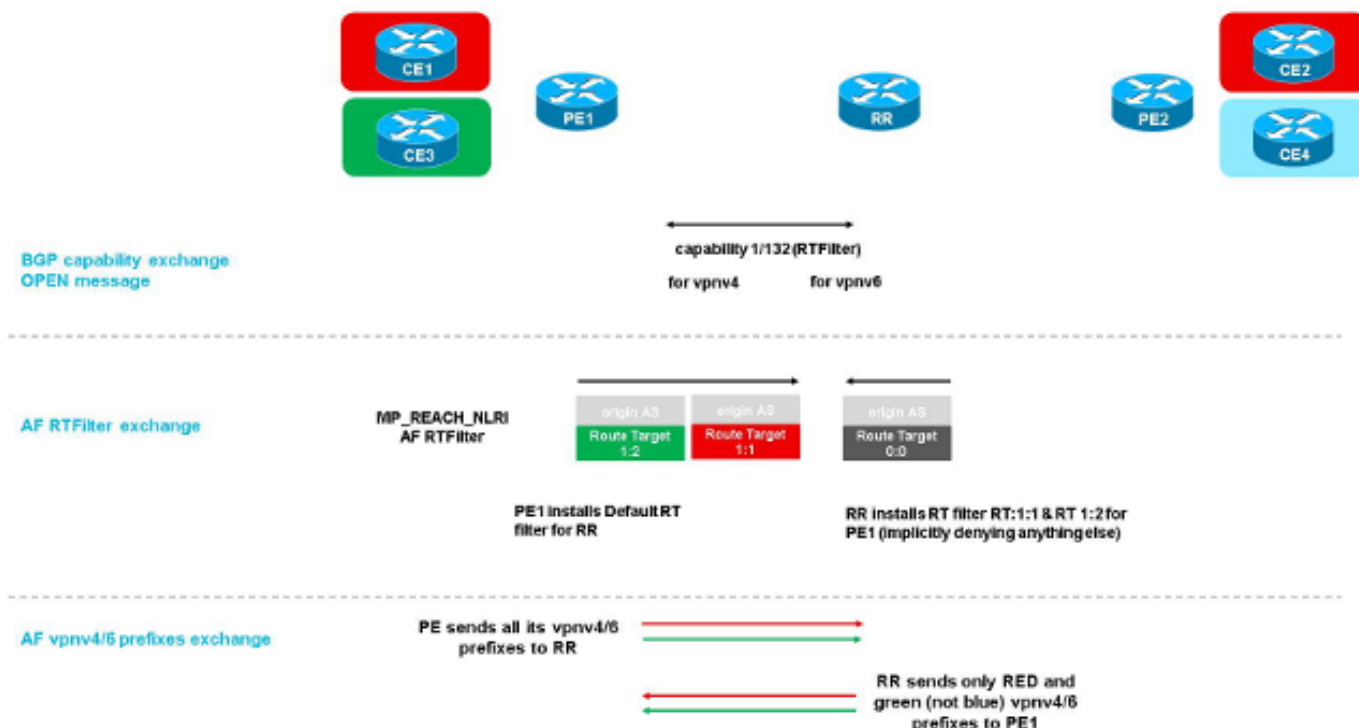 CE1
CE3
PE1
RR
PE2
CE2
CE4
BGP capability exchange
OPEN message
capability 1/132(RTFilter)
for vpnv4 for vpnv6
AF RTFilter exchange
MP_REACH_NLRI
AF RTFilter
origin AS
Route Target
1:2
origin AS
Route Target
1:1
origin AS
Route Target
0:0
PE1 installs Default RT
filter for RR
RR installs RT filter RT:1:1 & RT 1:2 for
PE1 (implicitly denying anything else)
AF vpnv4/6 prefixes exchange
PE sends all its vpnv4/6
prefixes to RR
RR sends only RED and
green (not blue) vpnv4/6
prefixes to PE1